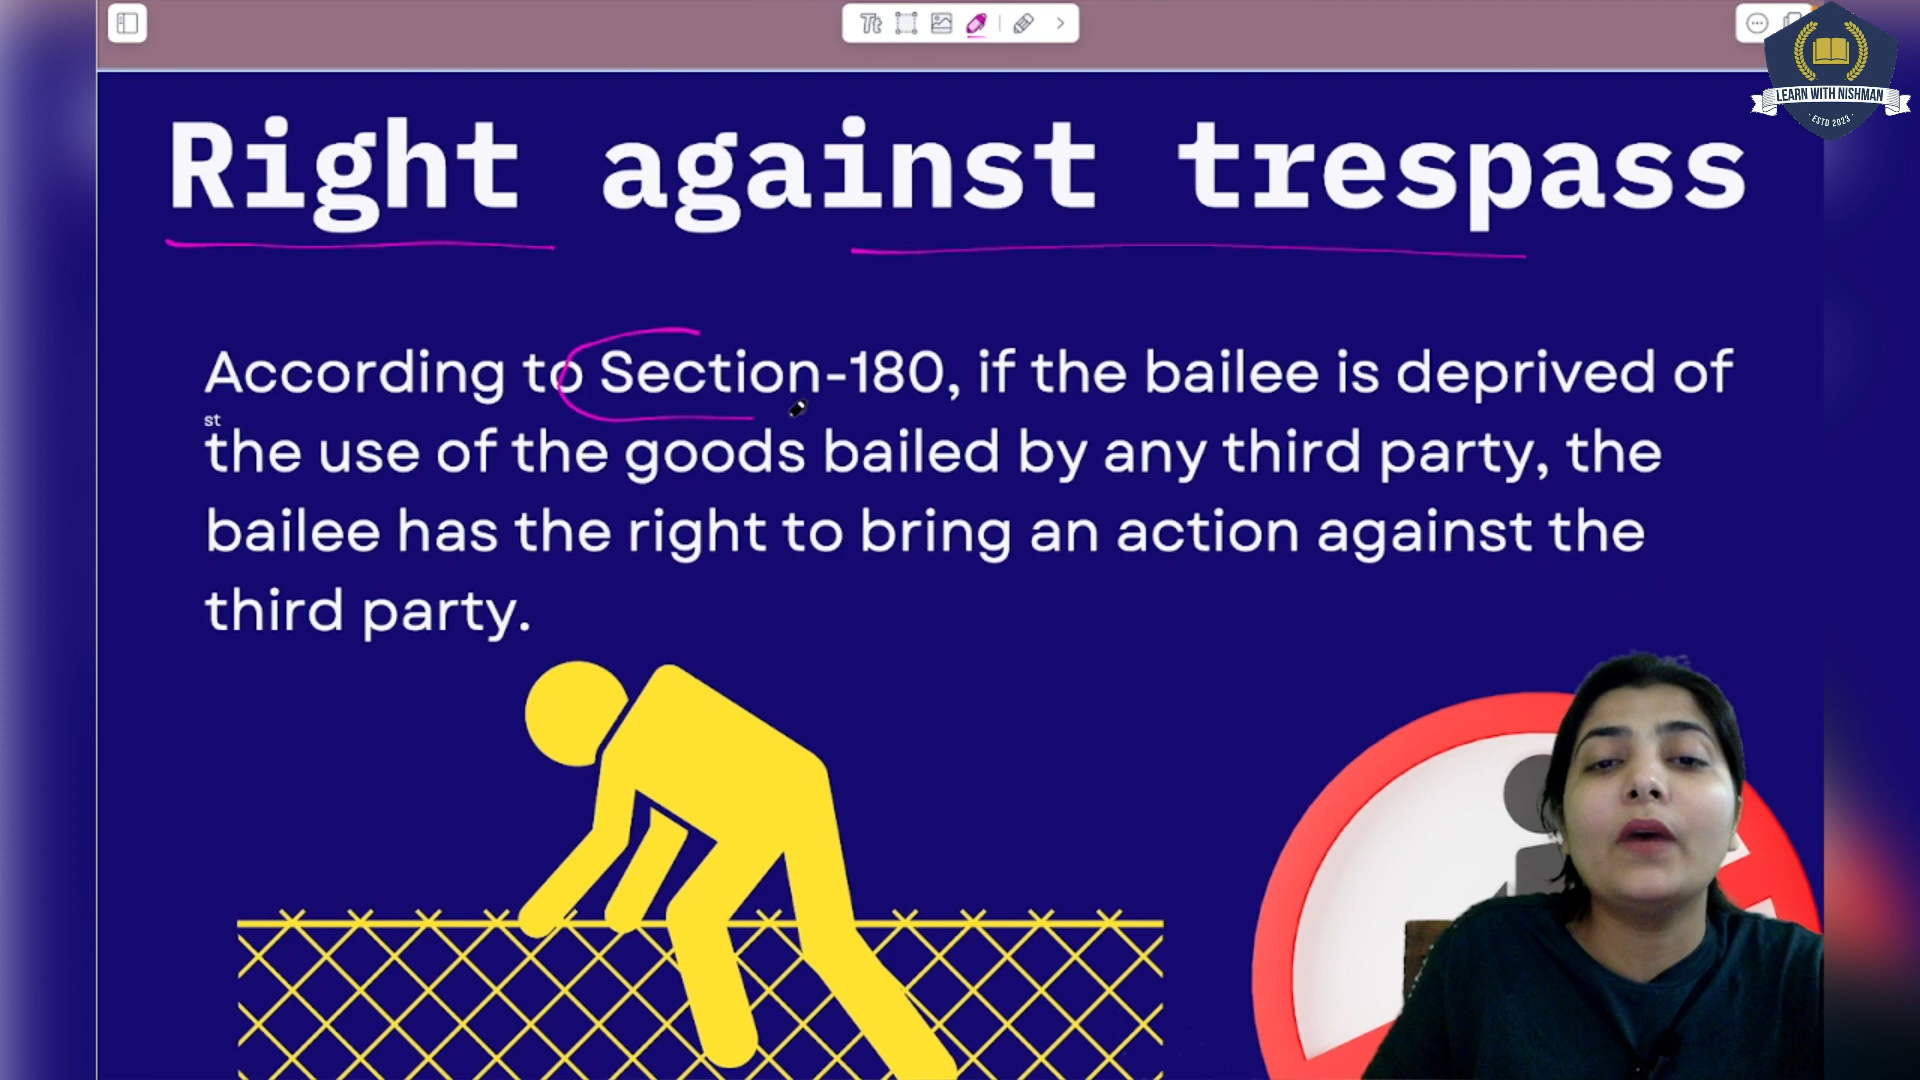 Tt
LEARN WITH NISHMAN
· ESTD 2023 ·
Right against trespass
According to Section-180, if the bailee is deprived of
st
the use of the goods bailed by any third party, the
bailee has the right to bring an action against the
third party.